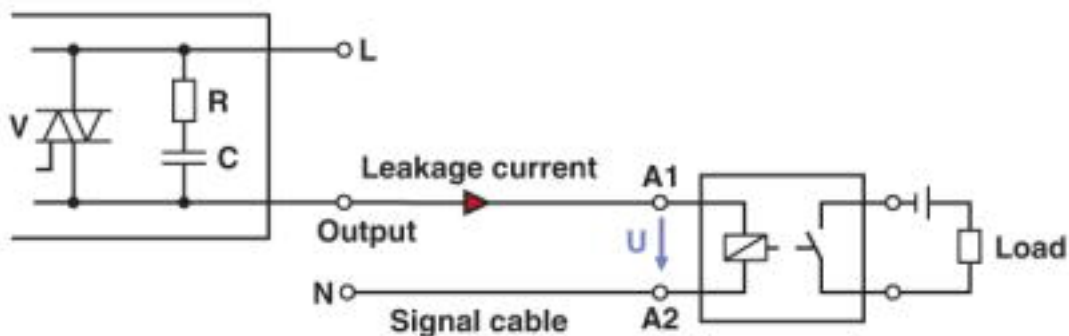 L
R
V
C
Leakage current
A1
Output
U
Load
N
Signal cable
A2